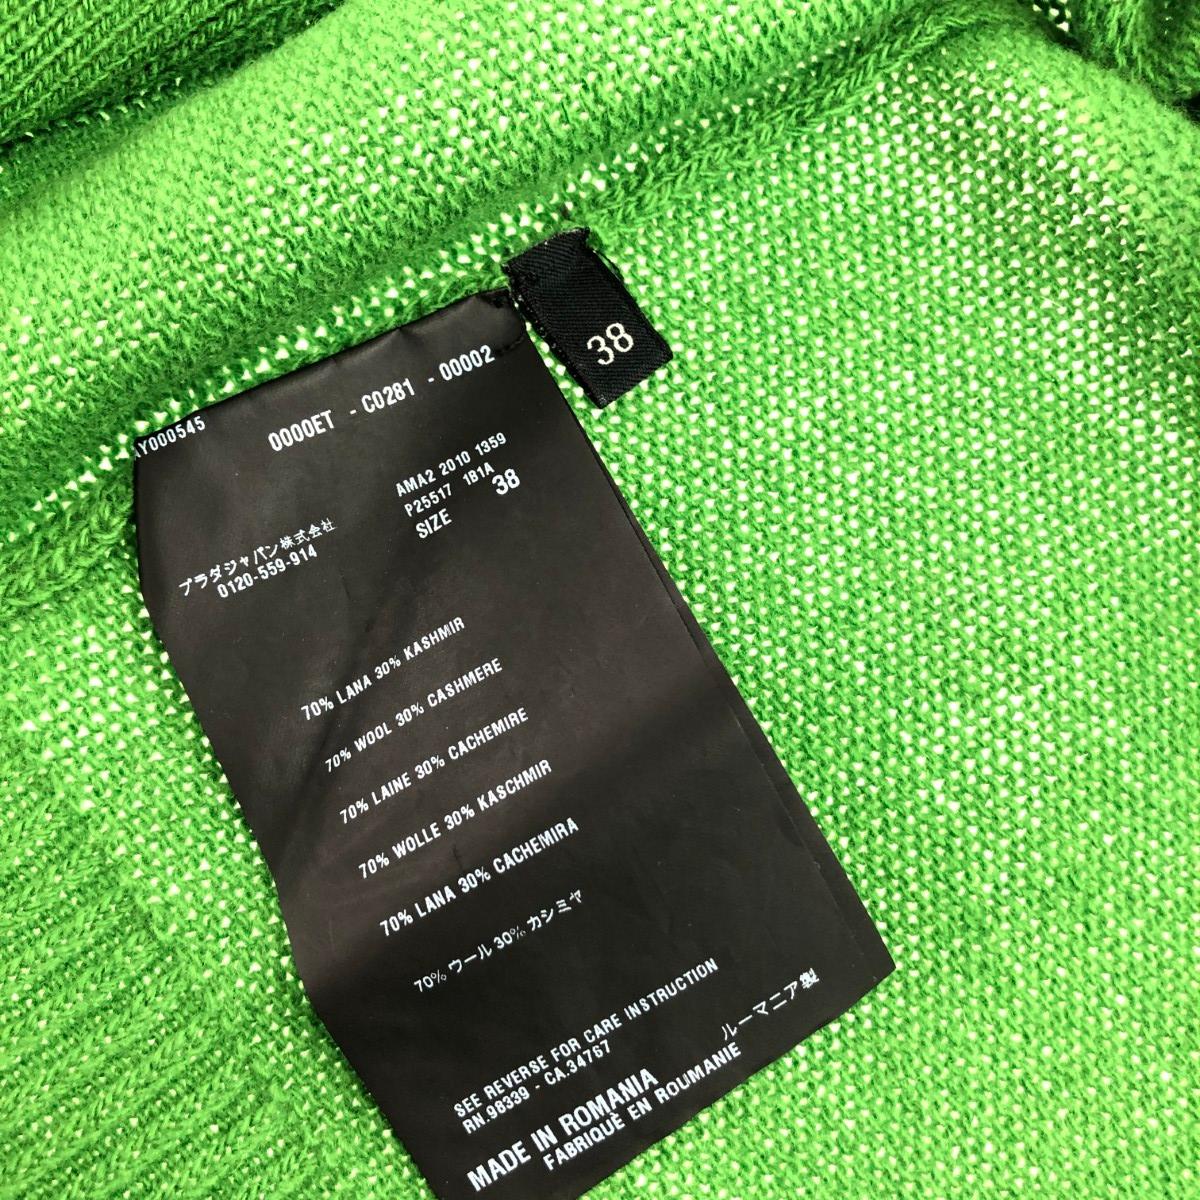 38
Y000545
0000ET - C0281 - 00002
AMA2 2010 1359
P25517 1B1A
SIZE 38
プラダジャパン株式会社
0120-559-914
70% LANA 30% KASHMIR
70% WOOL 30% CASHMERE
70% LAINE 30% CACHEMIRE
70% WOLLE 30% KASCHMIR
70% LANA 30% CACHEMIRA
70% ウール 30% カシミヤ
SEE REVERSE FOR CARE INSTRUCTION
RN.98339 - CA.34767
ルーマニア製
MADE IN ROMANIA
FABRIQUÈ EN ROUMANIE